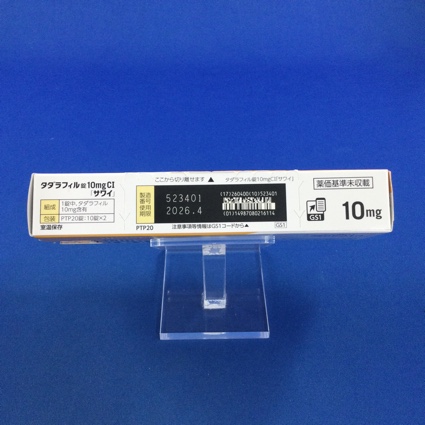 ここから切り離せます ▲ タダラフィル錠10mgCI「サワイ」
タダラフィル錠10mgCI
「サワイ」
組成 1錠中、タダラフィル
10mg含有
包装 PTP20錠:10錠×2
室温保存
製造番号 523401
使用期限 2026.4
PTP20
(17)260400(10)523401
(01)14987080216114
注意事項等情報はGS1コードから▲ GS1
薬価基準未収載
GS1
10mg